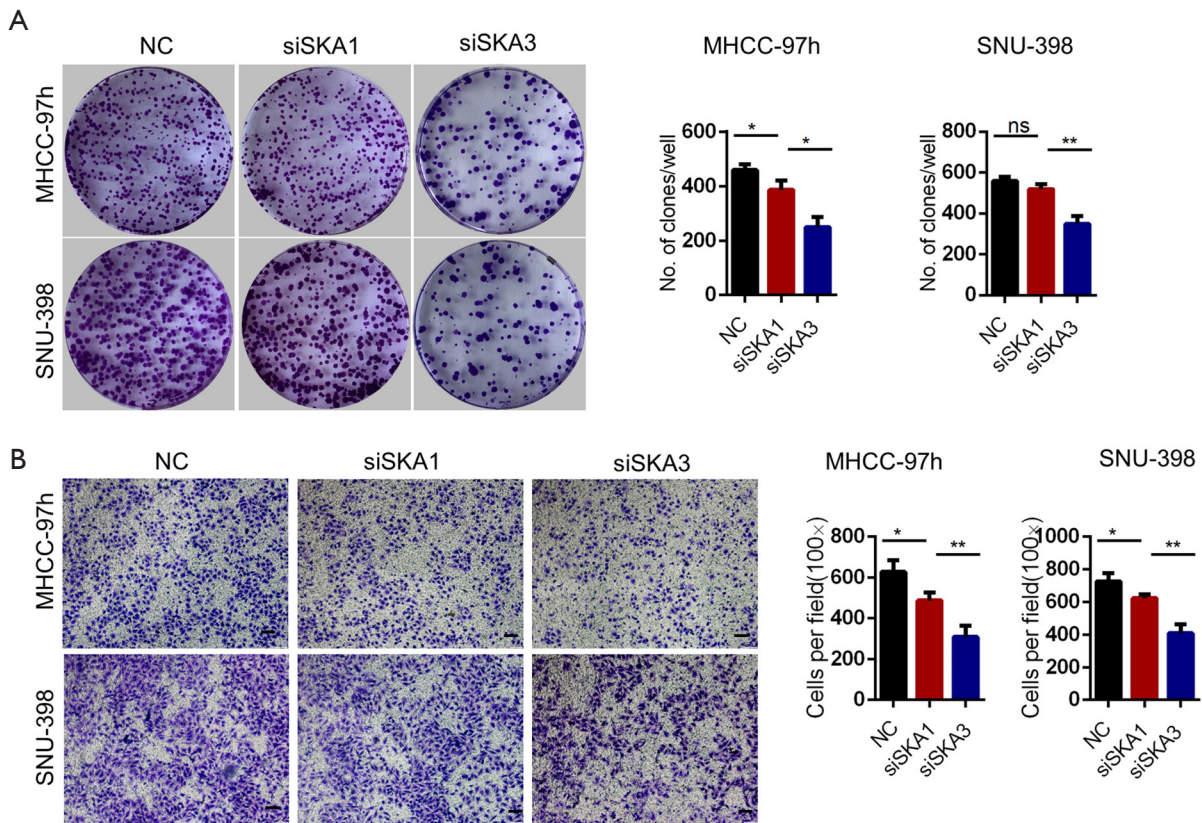 A
NC siSKA1 siSKA3
MHCC-97h
SNU-398
MHCC-97h
No. of clones/well
600
400
200
0
* *
NC siSKA1 siSKA3
SNU-398
No. of clones/well
800
600
400
200
0
ns **
NC siSKA1 siSKA3
B
NC siSKA1 siSKA3
MHCC-97h
SNU-398
MHCC-97h
Cells per field(100×)
800
600
400
200
0
* **
NC siSKA1 siSKA3
SNU-398
Cells per field(100×)
1000
800
600
400
200
0
* **
NC siSKA1 siSKA3